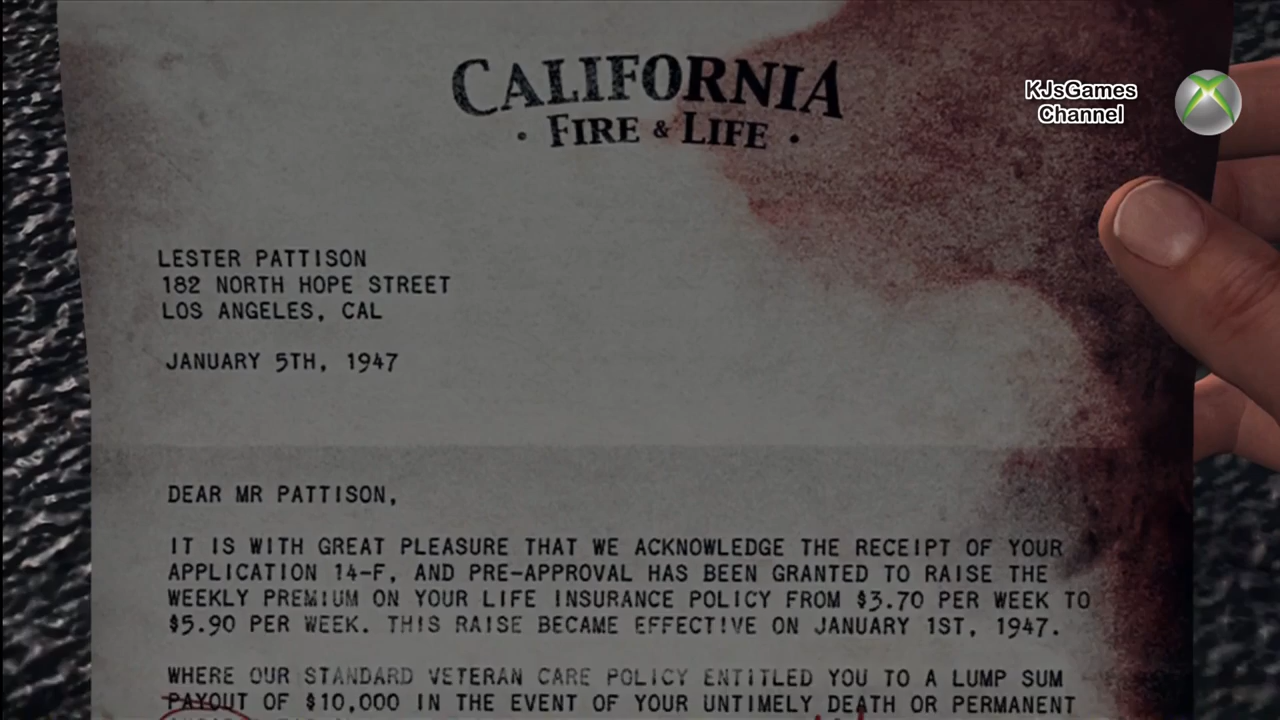 CALIFORNIA
• FIRE & LIFE •
KJsGames
Channel
LESTER PATTISON
182 NORTH HOPE STREET
LOS ANGELES, CAL
JANUARY 5TH, 1947
DEAR MR PATTISON,
IT IS WITH GREAT PLEASURE THAT WE ACKNOWLEDGE THE RECEIPT OF YOUR
APPLICATION 14-F, AND PRE-APPROVAL HAS BEEN GRANTED TO RAISE THE
WEEKLY PREMIUM ON YOUR LIFE INSURANCE POLICY FROM $3.70 PER WEEK TO
$5.90 PER WEEK. THIS RAISE BECAME EFFECTIVE ON JANUARY 1ST, 1947.
WHERE OUR STANDARD VETERAN CARE POLICY ENTITLED YOU TO A LUMP SUM
PAYOUT OF $10,000 IN THE EVENT OF YOUR UNTIMELY DEATH OR PERMANENT